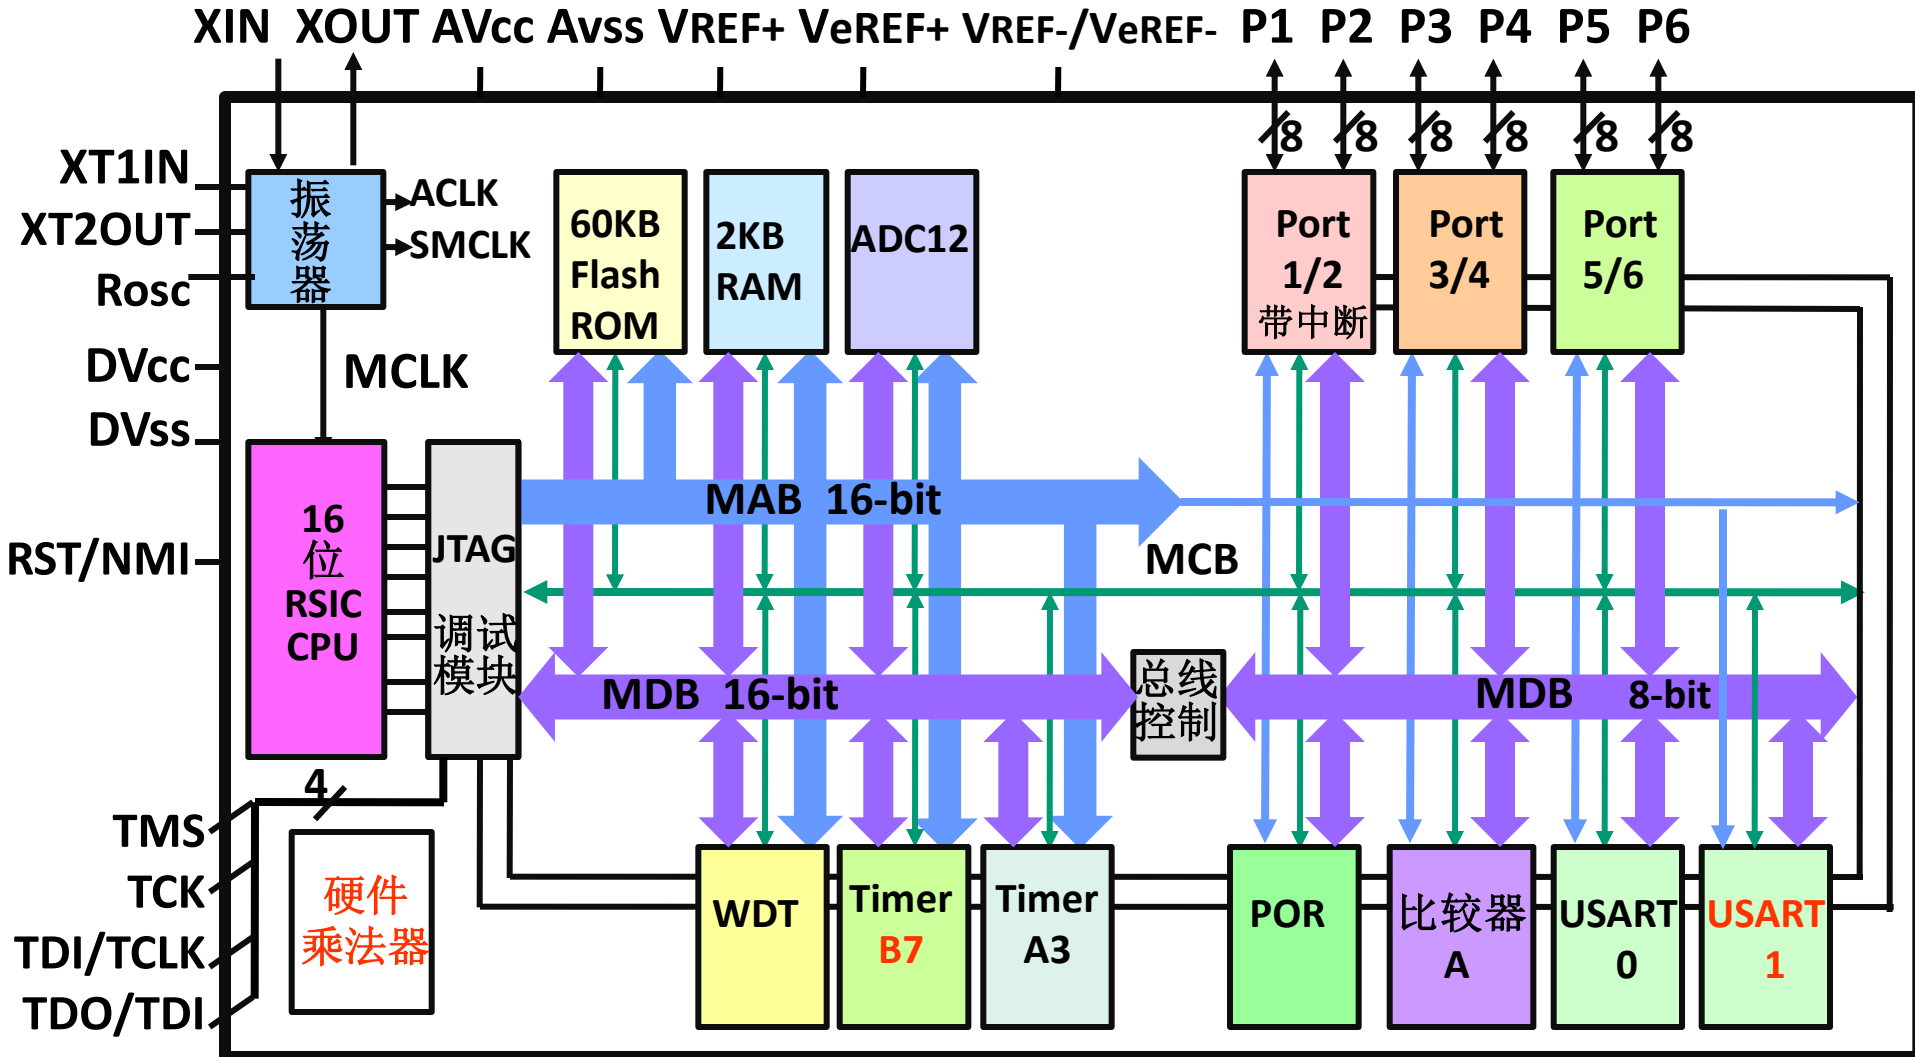 XIN XOUT AVcc Avss VREF+ VeREF+ VREF-/VeREF- P1 P2 P3 P4 P5 P6
8 8 8 8 8 8
XT1IN
XT2OUT
Rosc
DVcc
DVss
RST/NMI
振
荡
器
ACLK
SMCLK
MCLK
60KB
Flash
ROM
2KB
RAM
ADC12
Port
1/2
带中断
Port
3/4
Port
5/6
16
位
RSIC
CPU
JTAG
调试
模块
MAB 16-bit
MCB
MDB 16-bit
总线
控制
MDB 8-bit
4
TMS
TCK
TDI/TCLK
TDO/TDI
硬件
乘法器
WDT
Timer
B7
Timer
A3
POR
比较器
A
USART
0
USART
1